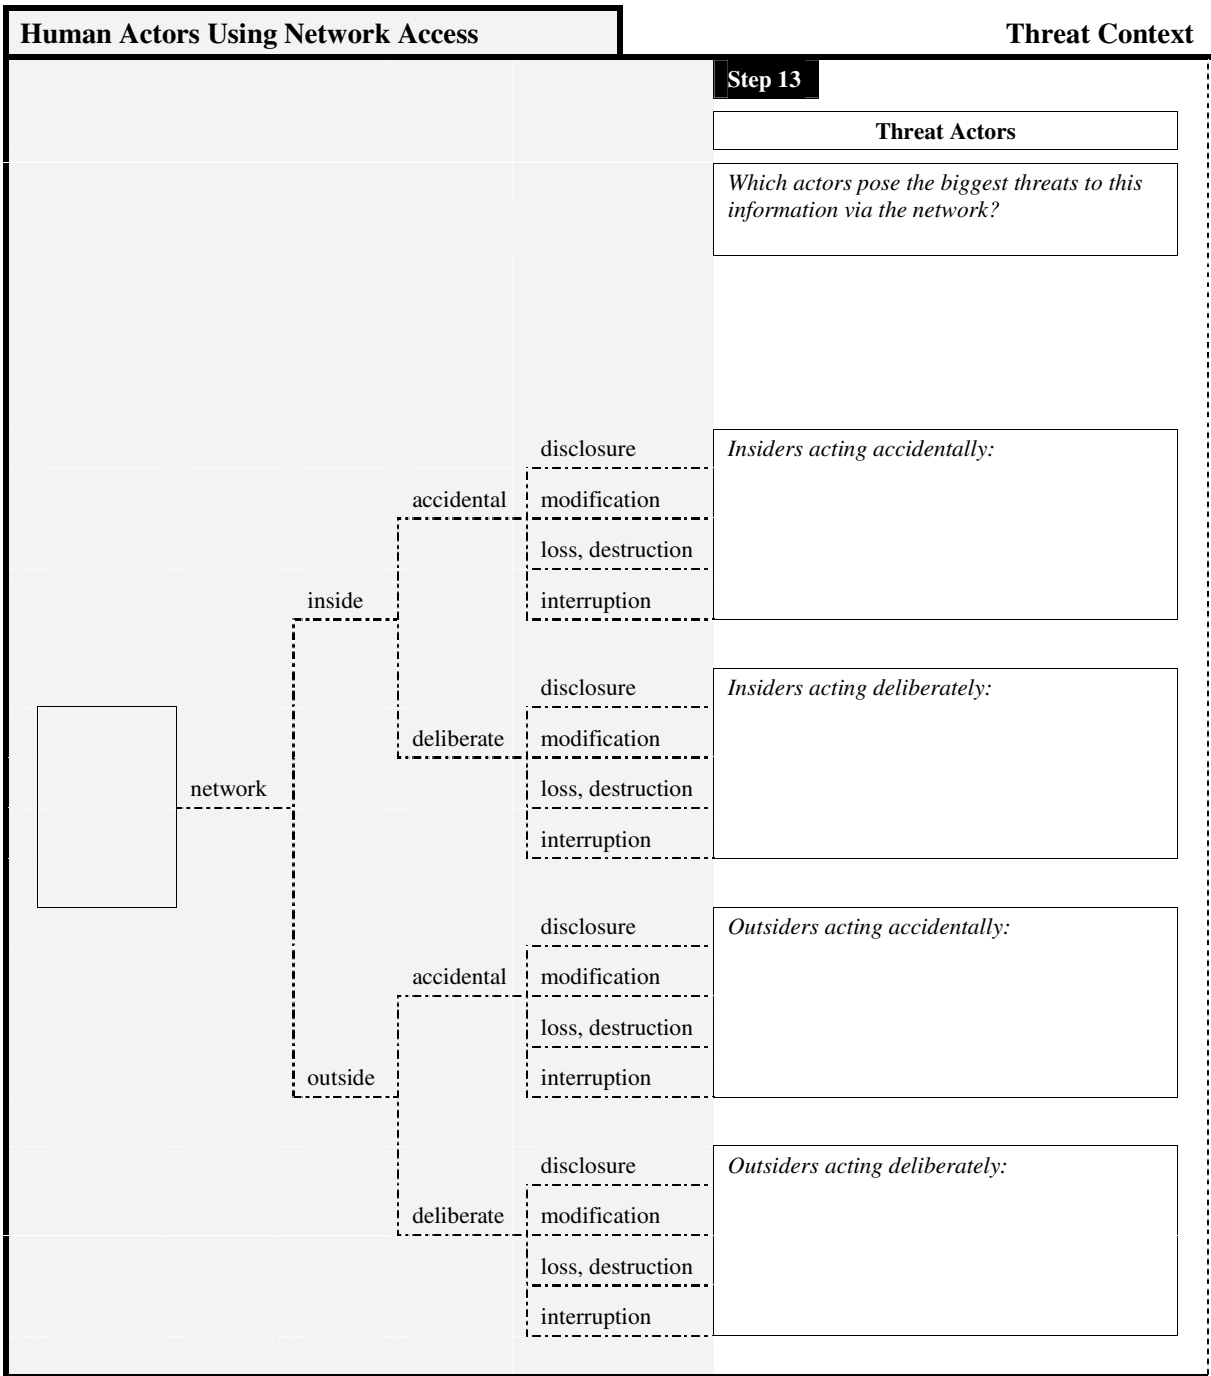 Human Actors Using Network Access
Threat Context
Step 13
Threat Actors
Which actors pose the biggest threats to this
information via the network?
disclosure
Insiders acting accidentally:
accidental
modification
loss, destruction
inside
interruption
disclosure
Insiders acting deliberately:
deliberate
modification
network
loss, destruction
interruption
disclosure
Outsiders acting accidentally:
accidental
modification
loss, destruction
outside
interruption
disclosure
Outsiders acting deliberately:
deliberate
modification
loss, destruction
interruption